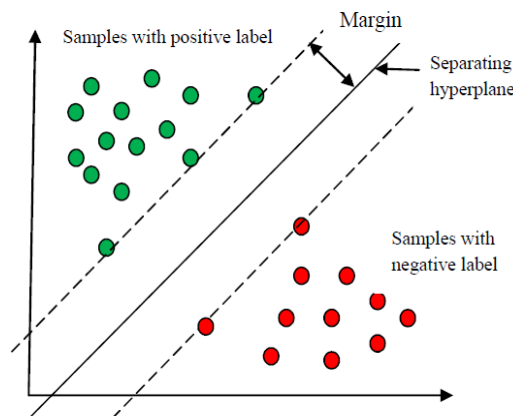 Margin
Samples with positive label
Separating
hyperplane
Samples with
negative label